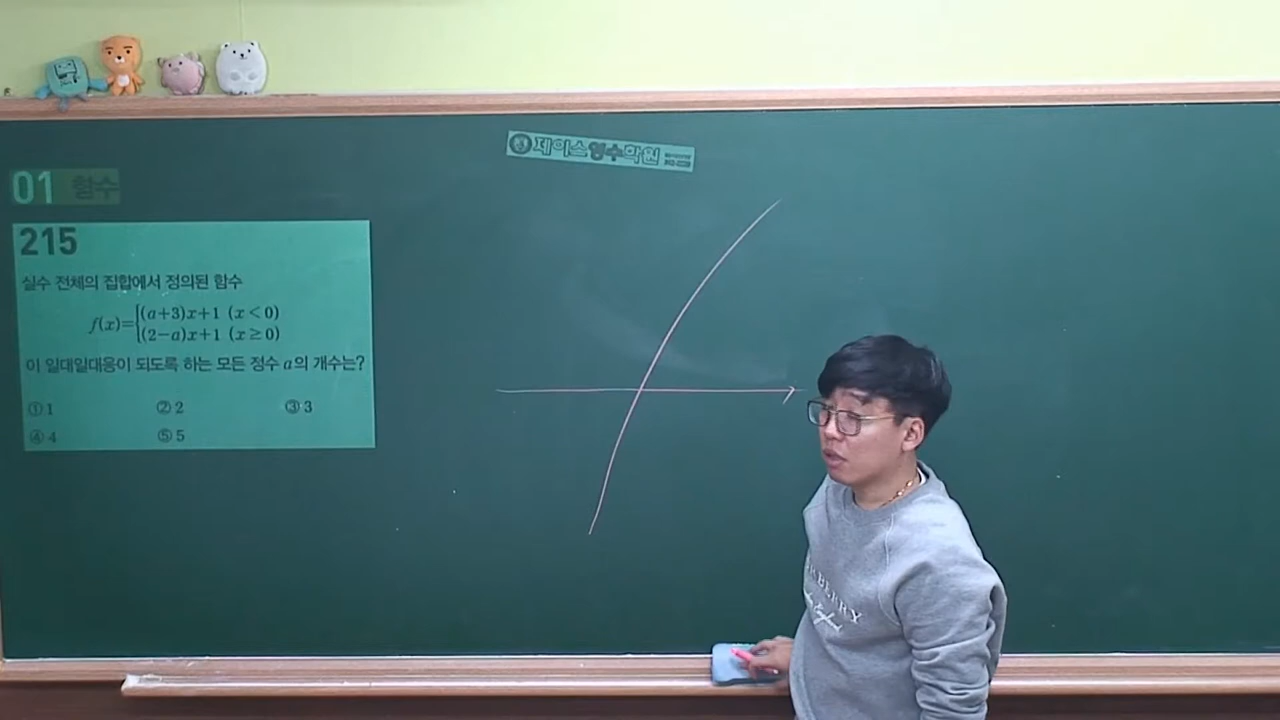 제이스영수학원
01 함수
215
실수 전체의 집합에서 정의된 함수
f(x)={(a+3)x+1 (x<0)
(2-a)x+1 (x≥0)
이 일대일대응이 되도록 하는 모든 정수 a의 개수는?
①1 ②2 ③3
④4 ⑤5